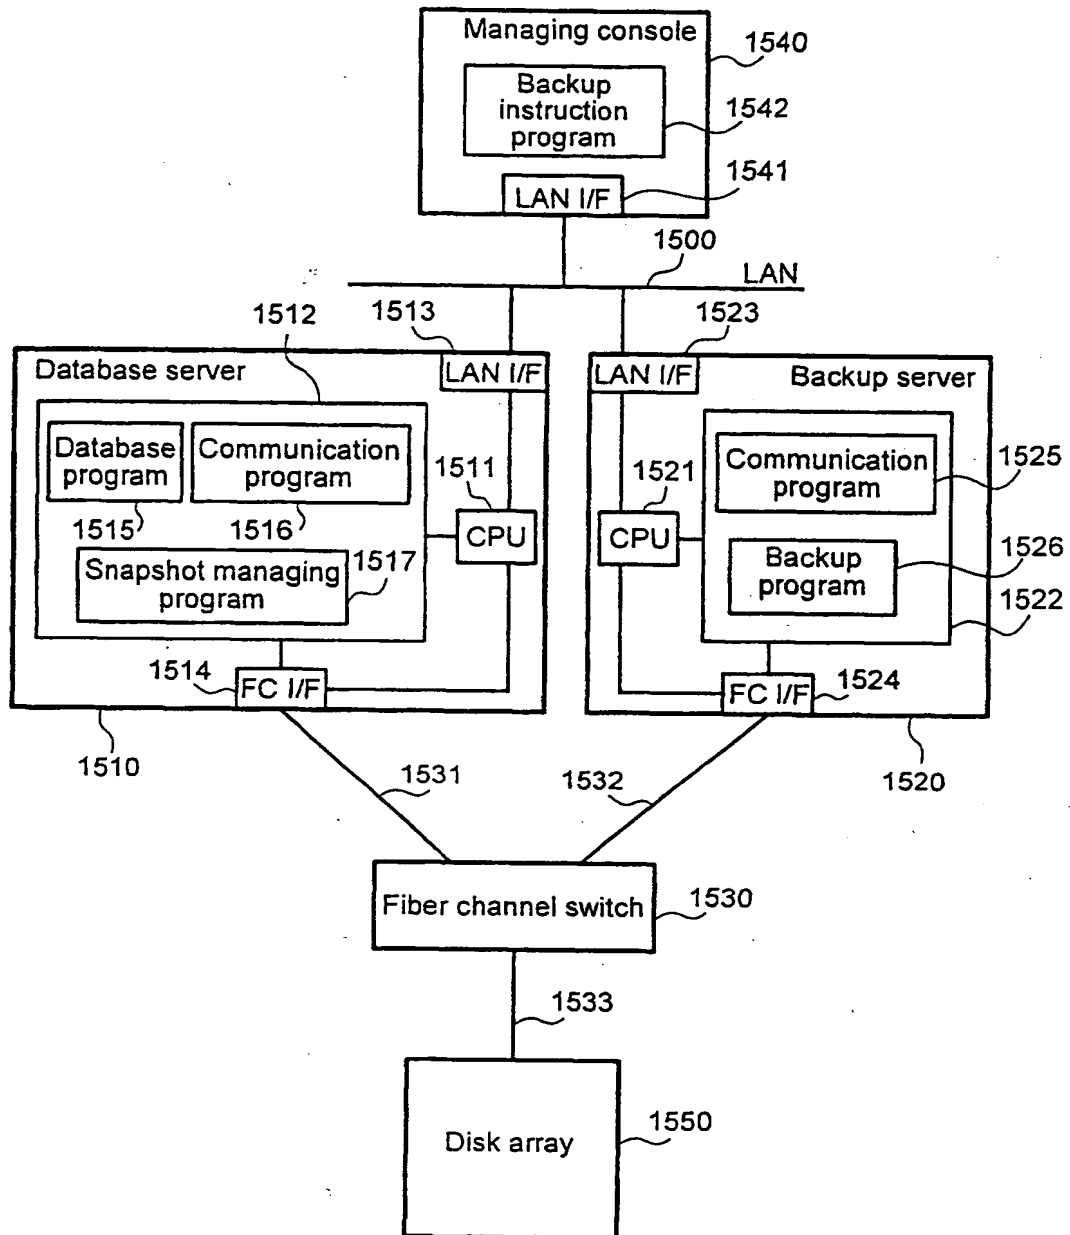 Managing console
1540
Backup
instruction
program
1542
LAN I/F
1541
1500
LAN
1512
1513
1523
Database server
LAN I/F
LAN I/F
Backup server
Database
program
Communication
program
1511
CPU
1521
CPU
Communication
program
1525
1515
1516
Snapshot managing
program
1517
Backup
program
1526
1522
1514
FC I/F
FC I/F
1524
1510
1531
1532
1520
Fiber channel switch
1530
1533
Disk array
1550